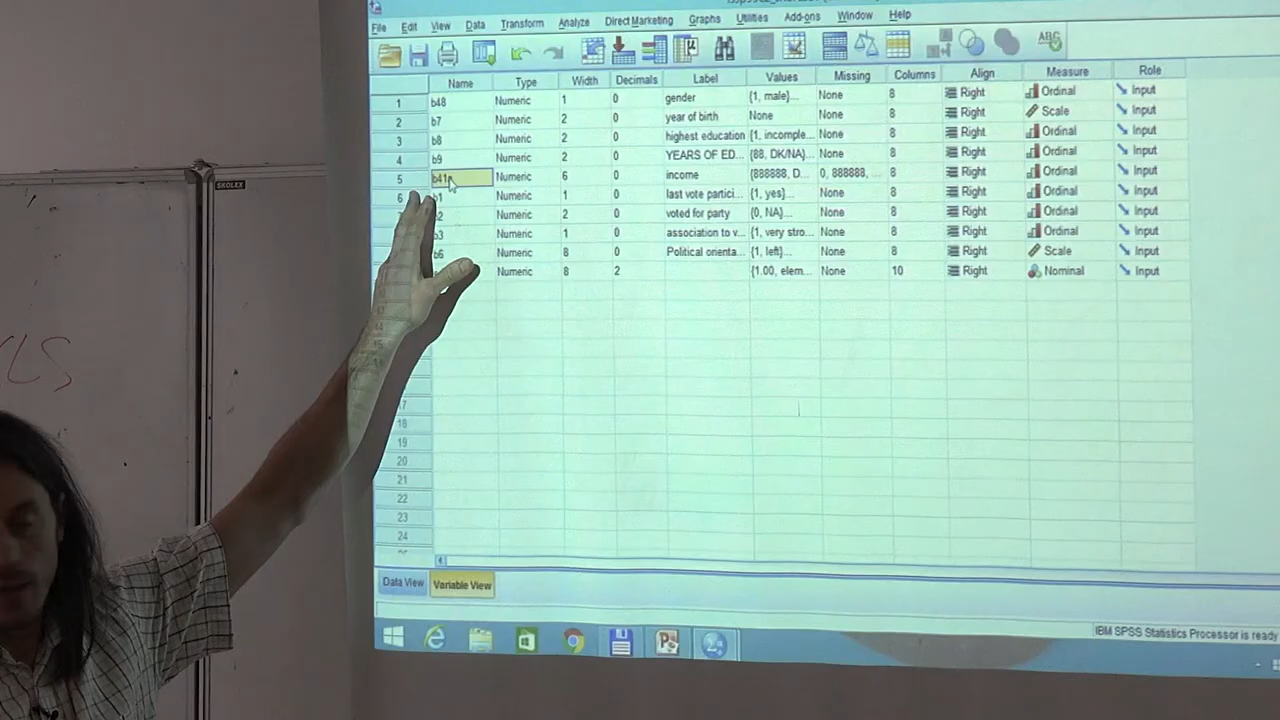 File Edit View Data Transform Analyze Direct Marketing Graphs Utilities Add-ons Window Help
Name Type Width Decimals Label Values Missing Columns Align Measure Role
1 b48 Numeric 1 0 gender {1, male}... None 8 Right Ordinal Input
2 b7 Numeric 2 0 year of birth None None 8 Right Scale Input
3 b8 Numeric 2 0 highest education {1, incomple... None 8 Right Ordinal Input
4 b9 Numeric 2 0 YEARS OF ED... {88, DK/NA}... None 8 Right Ordinal Input
5 b41 Numeric 6 0 income {888888, D... 0, 888888, ... 8 Right Ordinal Input
6 b1 Numeric 1 0 last vote partici... {1, yes}... None 8 Right Ordinal Input
Numeric 2 0 voted for party {0, NA}... None 8 Right Ordinal Input
b3 Numeric 1 0 association to v... {1, very stro... None 8 Right Ordinal Input
b6 Numeric 8 0 Political orienta... {1, left}... None 8 Right Scale Input
Numeric 8 2 {1.00, elem... None 10 Right Nominal Input
18
19
20
21
22
23
24
Data View Variable View
IBM SPSS Statistics Processor is ready
SKOLEX